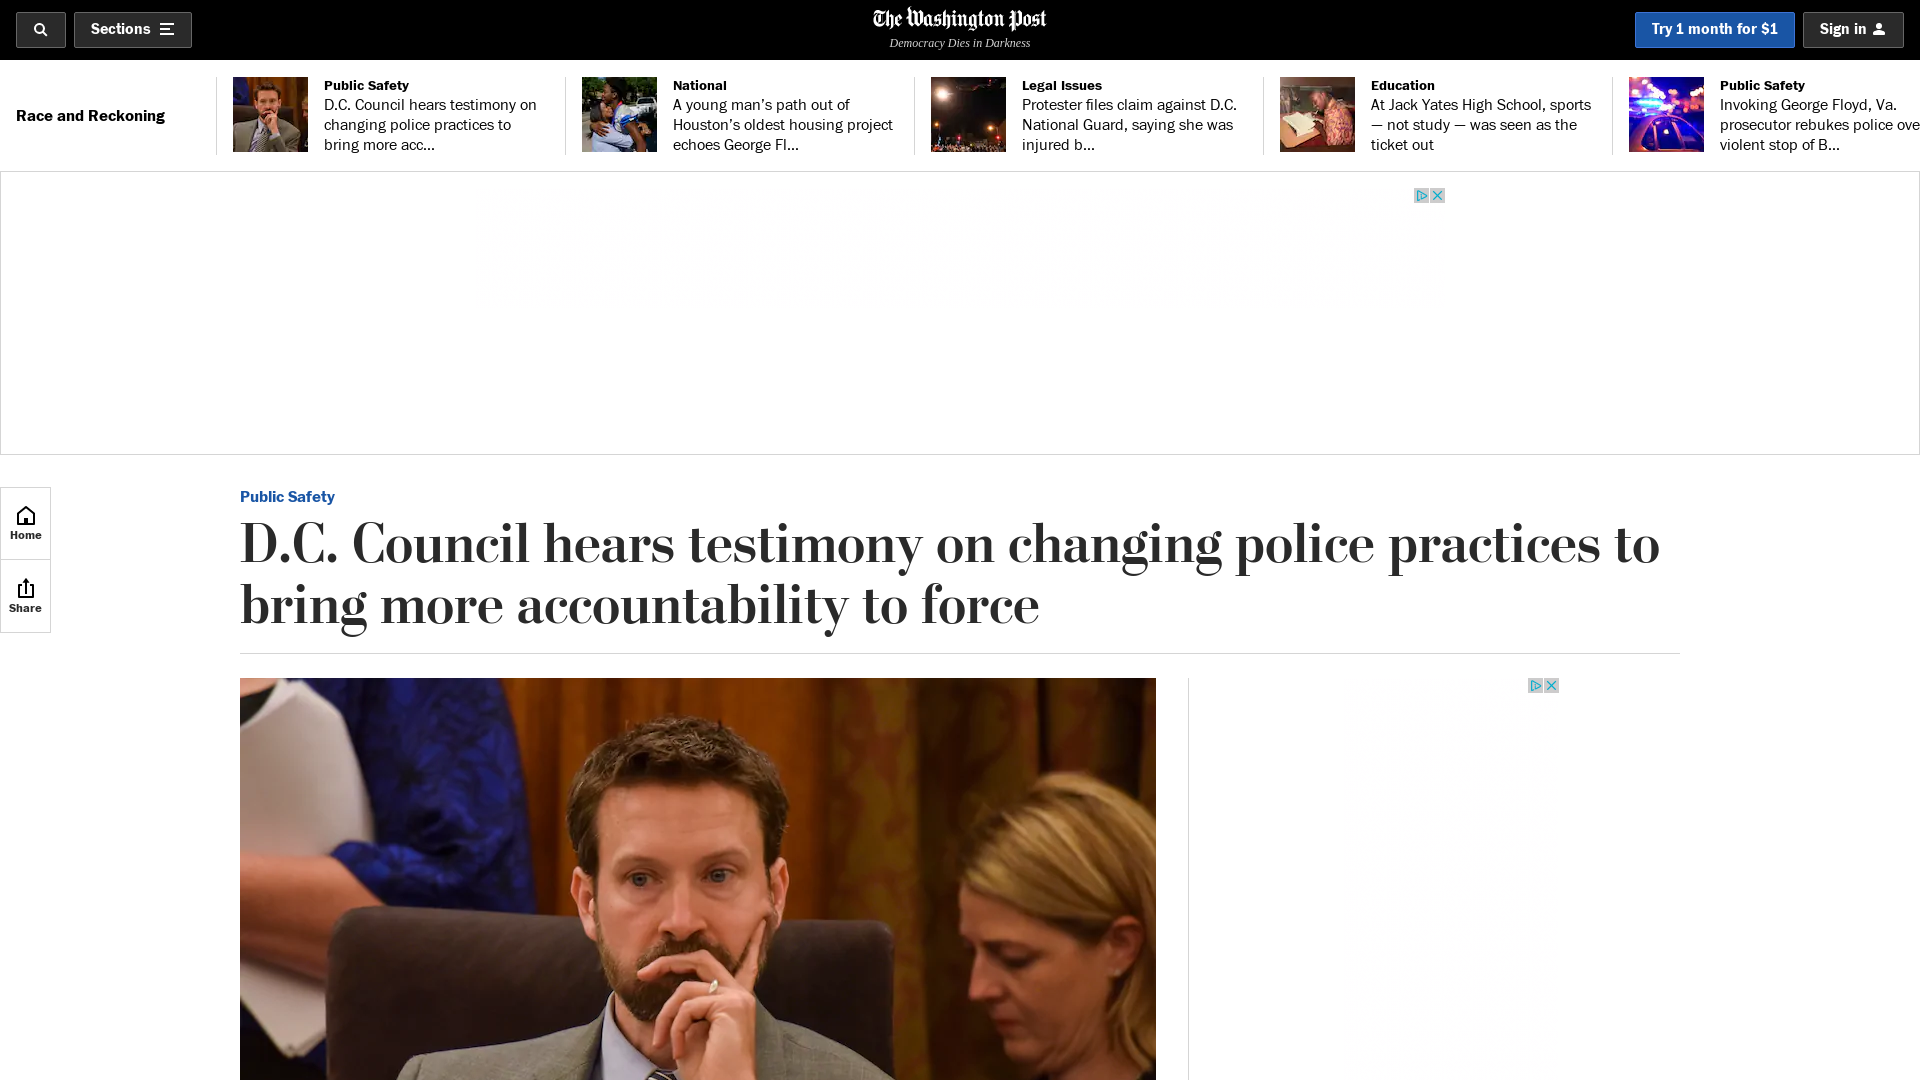 Sections
The Washington Post
Democracy Dies in Darkness
Try 1 month for $1
Sign in
Race and Reckoning
Public Safety
D.C. Council hears testimony on
changing police practices to
bring more acc...
National
A young man’s path out of
Houston’s oldest housing project
echoes George Fl...
Legal Issues
Protester files claim against D.C.
National Guard, saying she was
injured b...
Education
At Jack Yates High School, sports
— not study — was seen as the
ticket out
Public Safety
Invoking George Floyd, Va.
prosecutor rebukes police ove
violent stop of B...
Home
Share
Public Safety
D.C. Council hears testimony on changing police practices to
bring more accountability to force